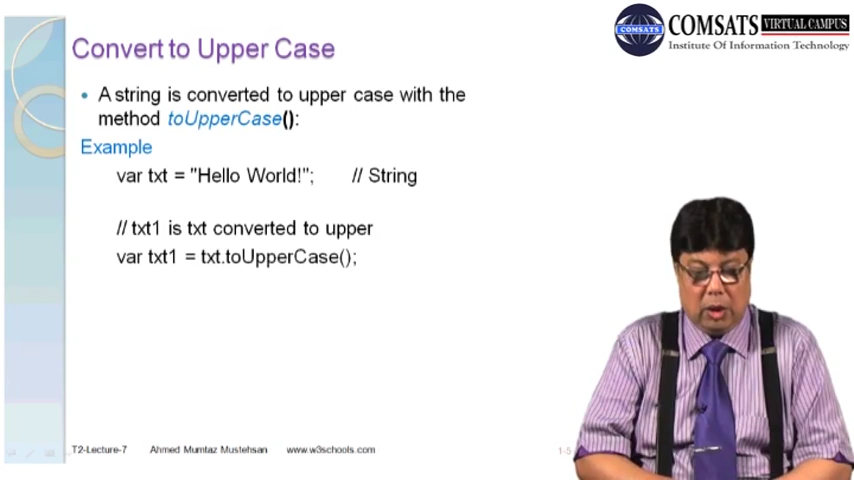 COMSATS VIRTUAL CAMPUS
Institute Of Information Technology
COMSATS
Convert to Upper Case
• A string is converted to upper case with the
method toUpperCase():
Example
var txt = "Hello World!"; // String
// txt1 is txt converted to upper
var txt1 = txt.toUpperCase();
T2-Lecture-7 Ahmed Mumtaz Mustehsan www.w3schools.com 1-5